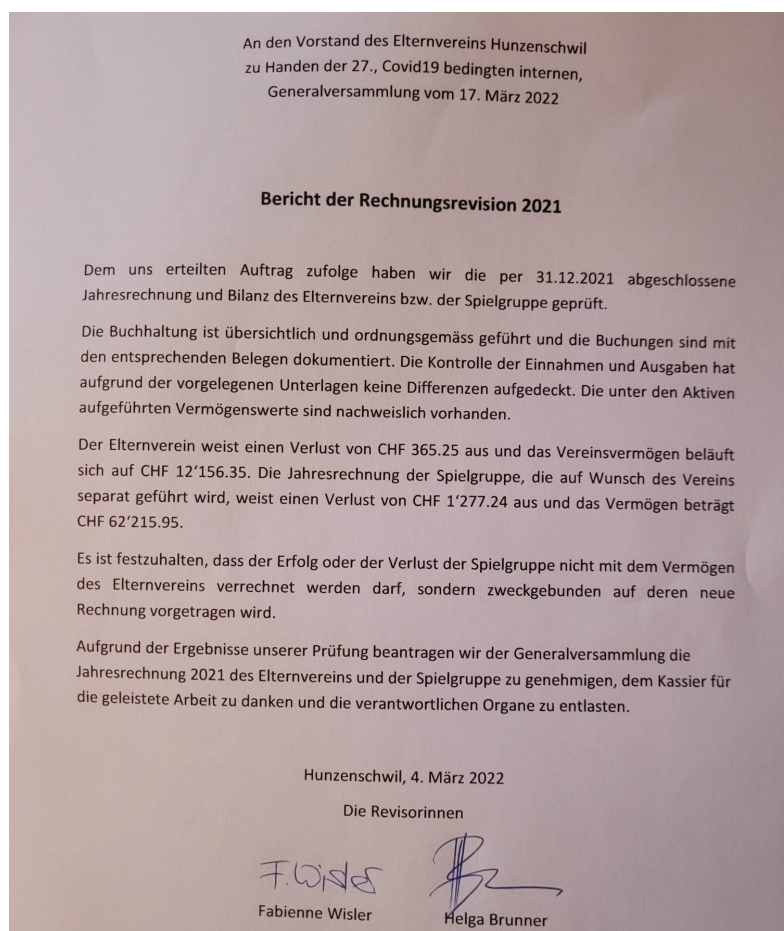 An den Vorstand des Elternvereins Hunzenschwil
zu Handen der 27., Covid19 bedingten internen,
Generalversammlung vom 17. März 2022
Bericht der Rechnungsrevision 2021
Dem uns erteilten Auftrag zufolge haben wir die per 31.12.2021 abgeschlossene
Jahresrechnung und Bilanz des Elternvereins bzw. der Spielgruppe geprüft.
Die Buchhaltung ist übersichtlich und ordnungsgemäss geführt und die Buchungen sind mit
den entsprechenden Belegen dokumentiert. Die Kontrolle der Einnahmen und Ausgaben hat
aufgrund der vorgelegenen Unterlagen keine Differenzen aufgedeckt. Die unter den Aktiven
aufgeführten Vermögenswerte sind nachweislich vorhanden.
Der Elternverein weist einen Verlust von CHF 365.25 aus und das Vereinsvermögen beläuft
sich auf CHF 12‘156.35. Die Jahresrechnung der Spielgruppe, die auf Wunsch des Vereins
separat geführt wird, weist einen Verlust von CHF 1‘277.24 aus und das Vermögen beträgt
CHF 62‘215.95.
Es ist festzuhalten, dass der Erfolg oder der Verlust der Spielgruppe nicht mit dem Vermögen
des Elternvereins verrechnet werden darf, sondern zweckgebunden auf deren neue
Rechnung vorgetragen wird.
Aufgrund der Ergebnisse unserer Prüfung beantragen wir der Generalversammlung die
Jahresrechnung 2021 des Elternvereins und der Spielgruppe zu genehmigen, dem Kassier für
die geleistete Arbeit zu danken und die verantwortlichen Organe zu entlasten.
Hunzenschwil, 4. März 2022
Die Revisorinnen
F. Wisler
Fabienne Wisler Helga Brunner